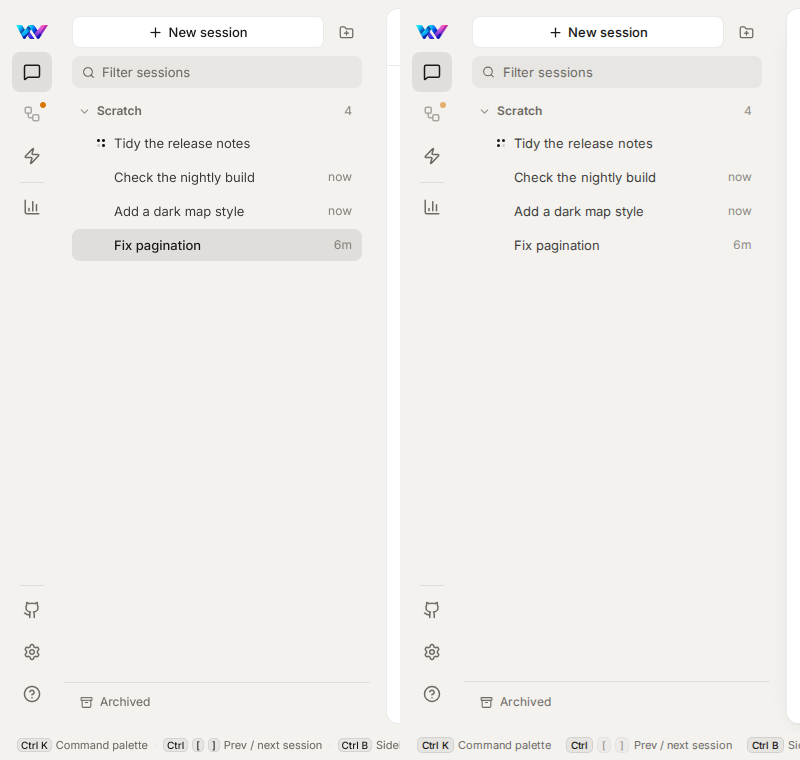 New session
Filter sessions
Scratch 4
Tidy the release notes
Check the nightly build now
Add a dark map style now
Fix pagination 6m
Archived
Ctrl K Command palette Ctrl [ ] Prev / next session Ctrl B
New session
Filter sessions
Scratch 4
Tidy the release notes
Check the nightly build now
Add a dark map style now
Fix pagination 6m
Archived
Ctrl K Command palette Ctrl [ ] Prev / next session Ctrl B